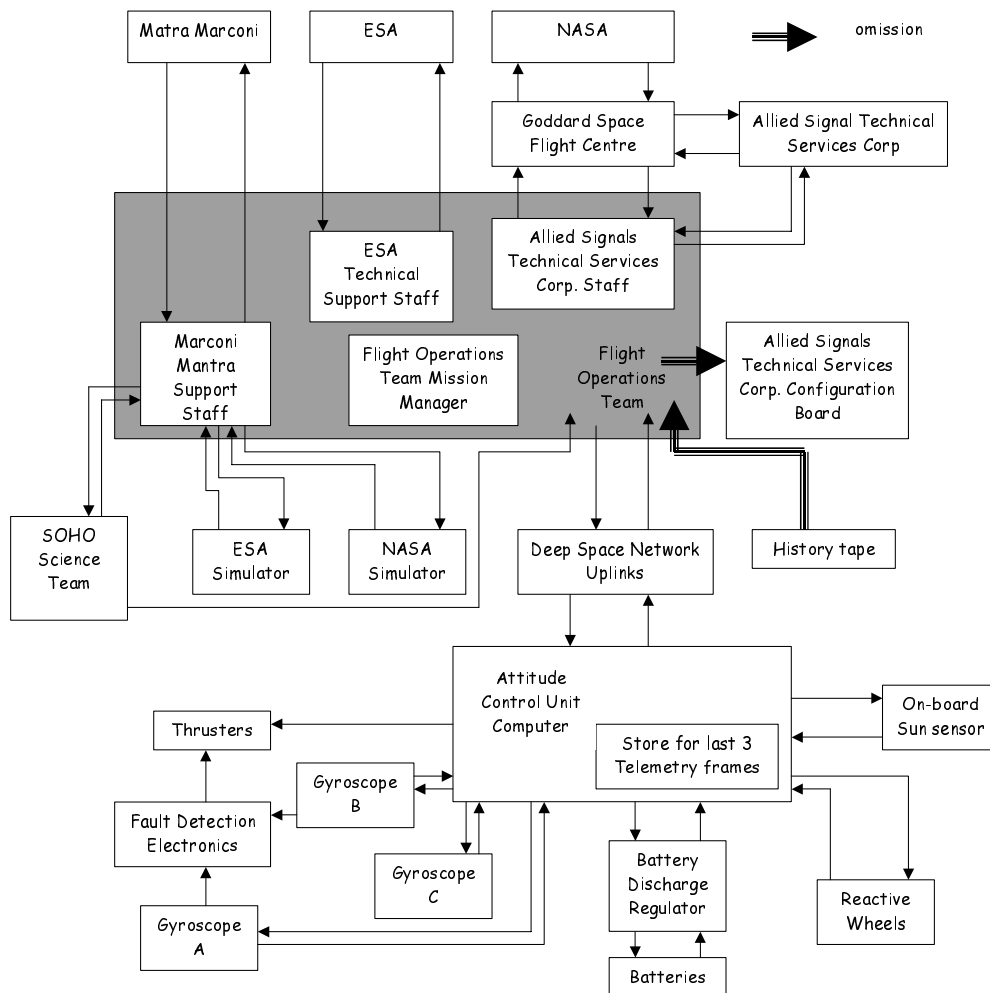 Matra Marconi
ESA
NASA
omission
Goddard Space
Flight Centre
Allied Signal Technical
Services Corp
ESA
Technical
Support Staff
Allied Signals
Technical Services
Corp. Staff
Marconi
Mantra
Support
Staff
Flight Operations
Team Mission
Manager
Flight
Operations
Team
Allied Signals
Technical Services
Corp. Configuration
Board
SOHO
Science
Team
ESA
Simulator
NASA
Simulator
Deep Space Network
Uplinks
History tape
Attitude
Control Unit
Computer
Store for last 3
Telemetry frames
On-board
Sun sensor
Thrusters
Gyroscope
B
Fault Detection
Electronics
Gyroscope
C
Battery
Discharge
Regulator
Reactive
Wheels
Gyroscope
A
Batteries